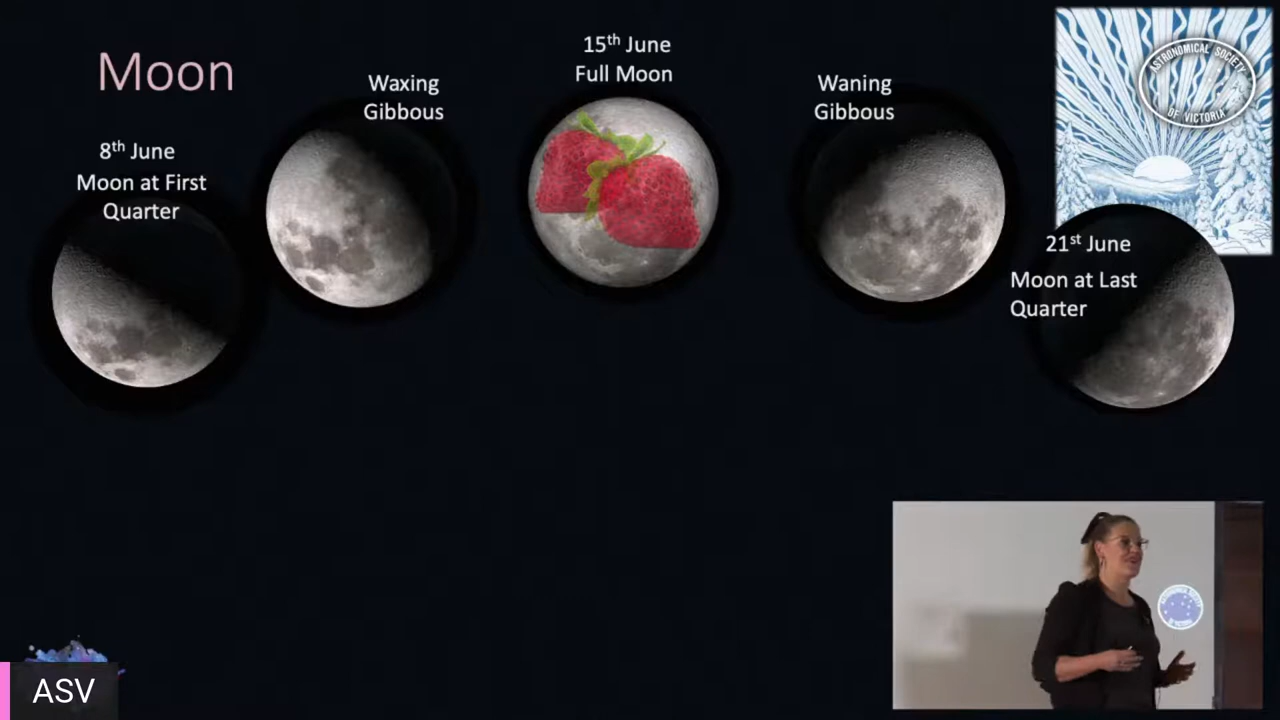 Moon
8th June
Moon at First
Quarter
Waxing
Gibbous
15th June
Full Moon
Waning
Gibbous
ASTRONOMICAL SOCIETY
OF VICTORIA
21st June
Moon at Last
Quarter
ASV